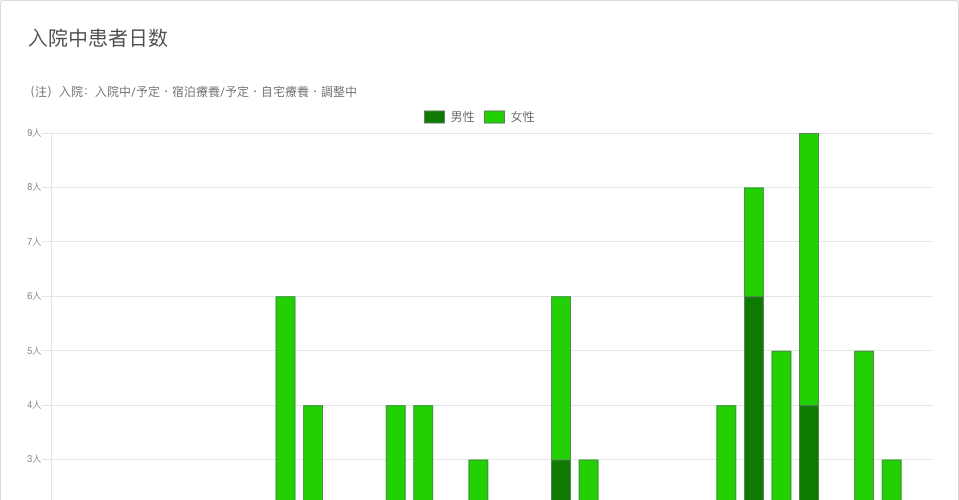 入院中患者日数
（注）入院：入院中/予定・宿泊療養/予定・自宅療養・調整中
男性 女性
9人
8人
7人
6人
5人
4人
3人